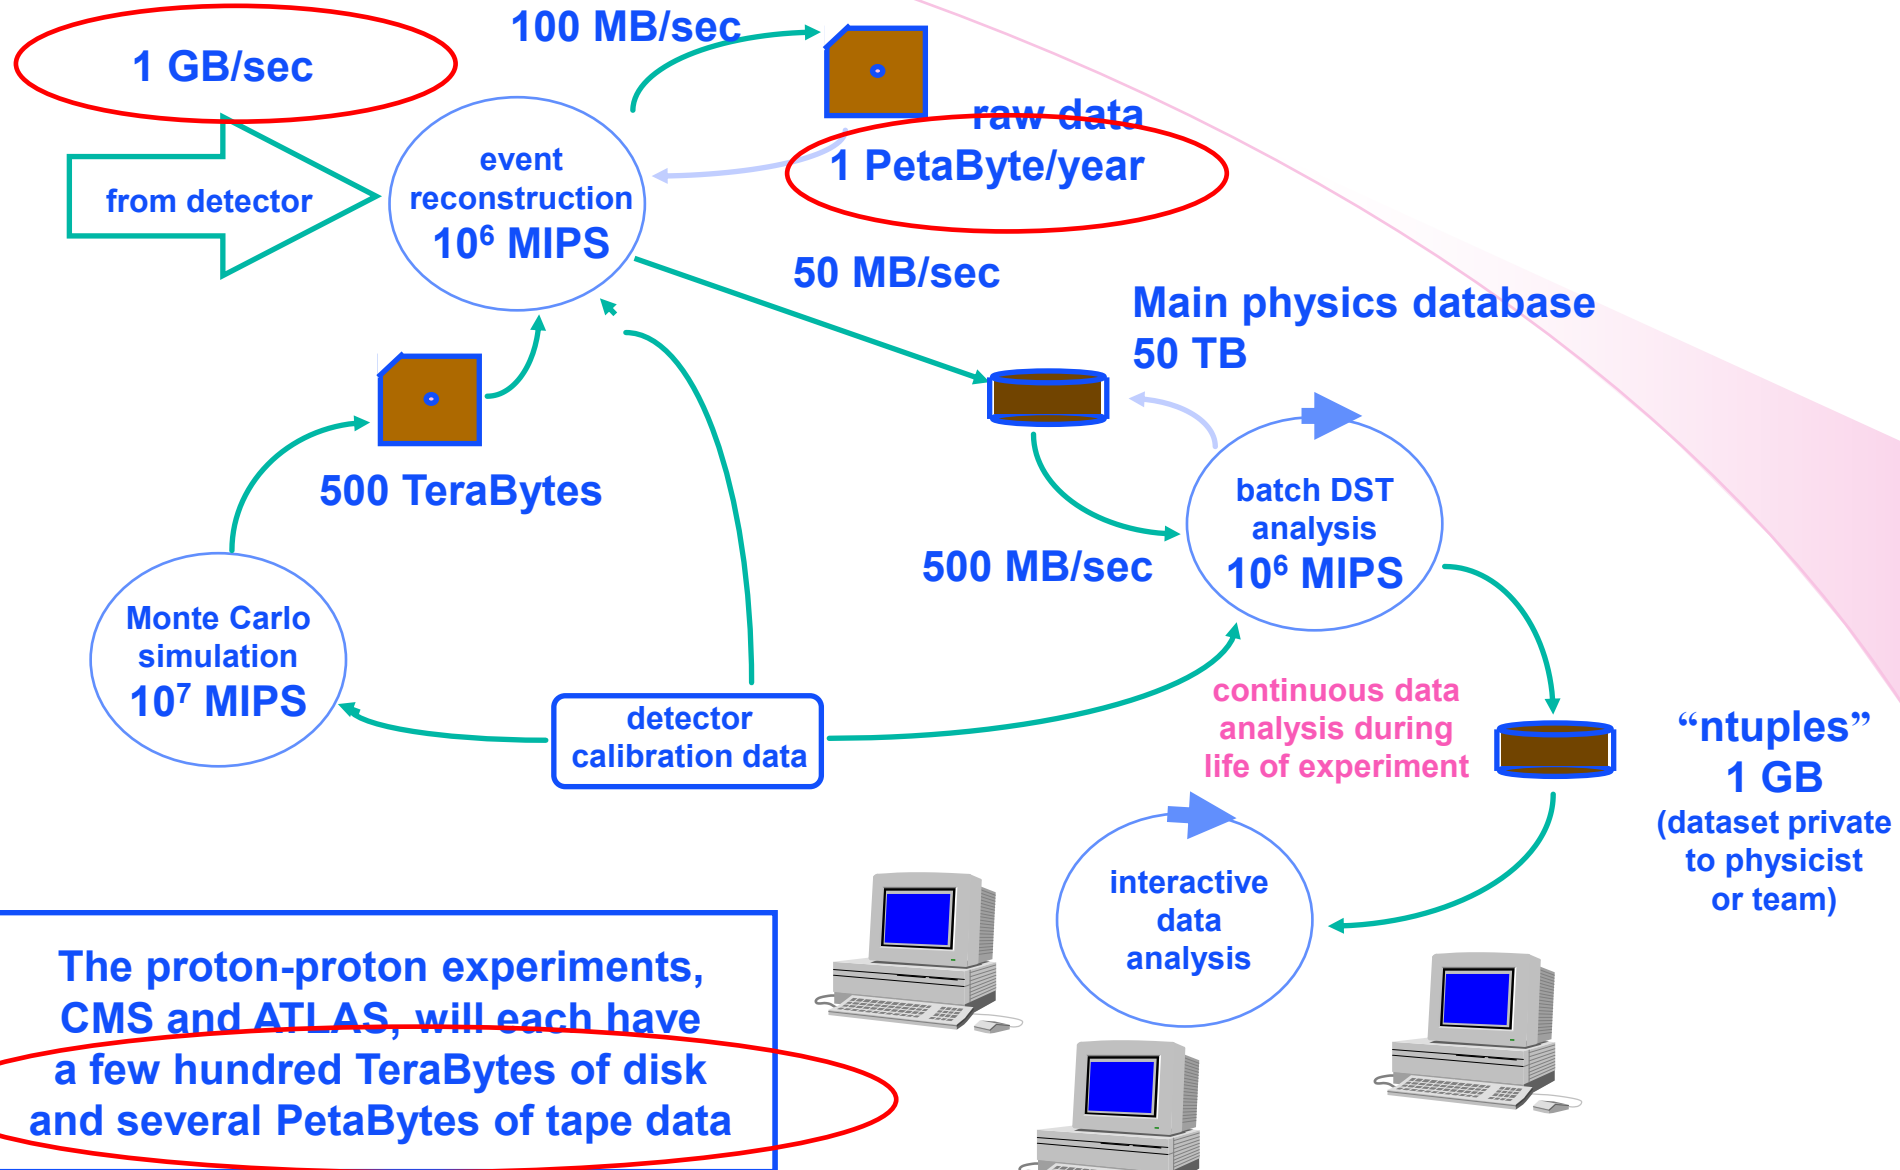 100 MB/sec
1 GB/sec
raw data
1 PetaByte/year
event
reconstruction
10⁶ MIPS
from detector
50 MB/sec
Main physics database
50 TB
500 TeraBytes
batch DST
analysis
10⁶ MIPS
500 MB/sec
Monte Carlo
simulation
10⁷ MIPS
detector
calibration data
continuous data
analysis during
life of experiment
“ntuples”
1 GB
(dataset private
to physicist
or team)
interactive
data
analysis
The proton-proton experiments,
CMS and ATLAS, will each have
a few hundred TeraBytes of disk
and several PetaBytes of tape data